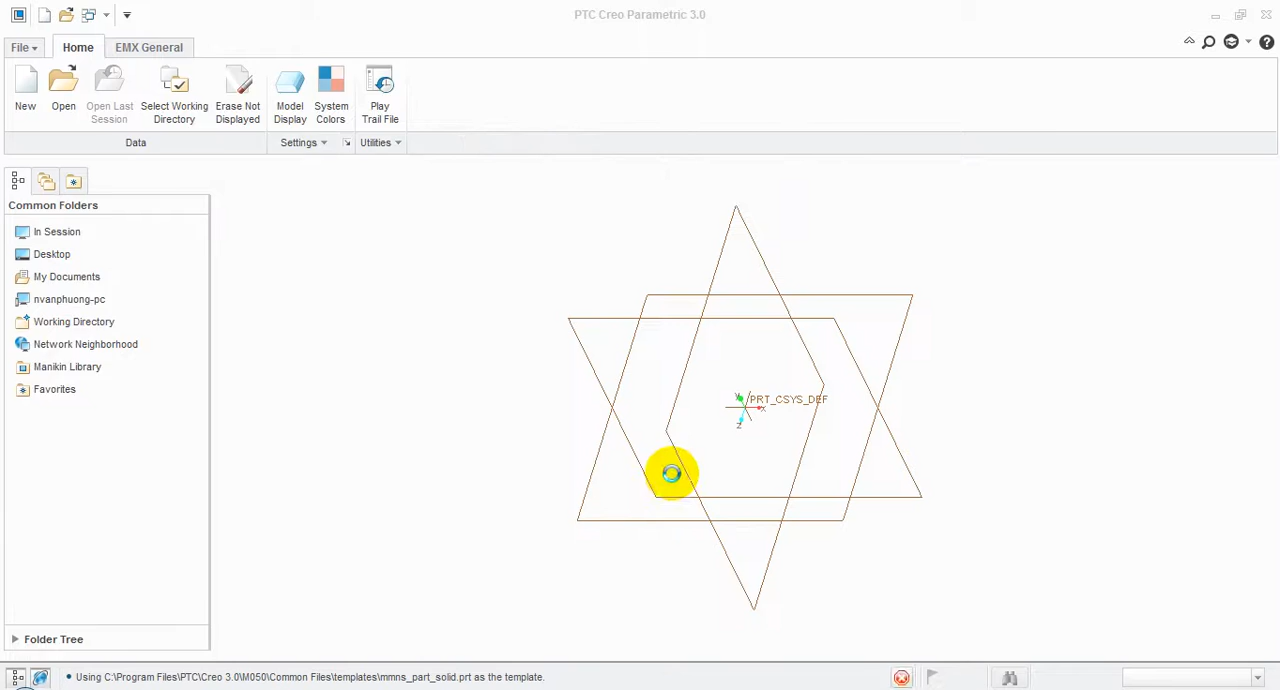 PTC Creo Parametric 3.0
File Home EMX General
New Open Open Last Session Select Working Directory Erase Not Displayed Model Display System Colors Play Trail File
Data Settings Utilities
Common Folders
In Session
Desktop
My Documents
nvanphuong-pc
Working Directory
Network Neighborhood
Manikin Library
Favorites
Y PRT_CSYS_DEF
X
Z
Folder Tree
Using C:\Program Files\PTC\Creo 3.0\M050\Common Files\templates\mmns_part_solid.prt as the template.